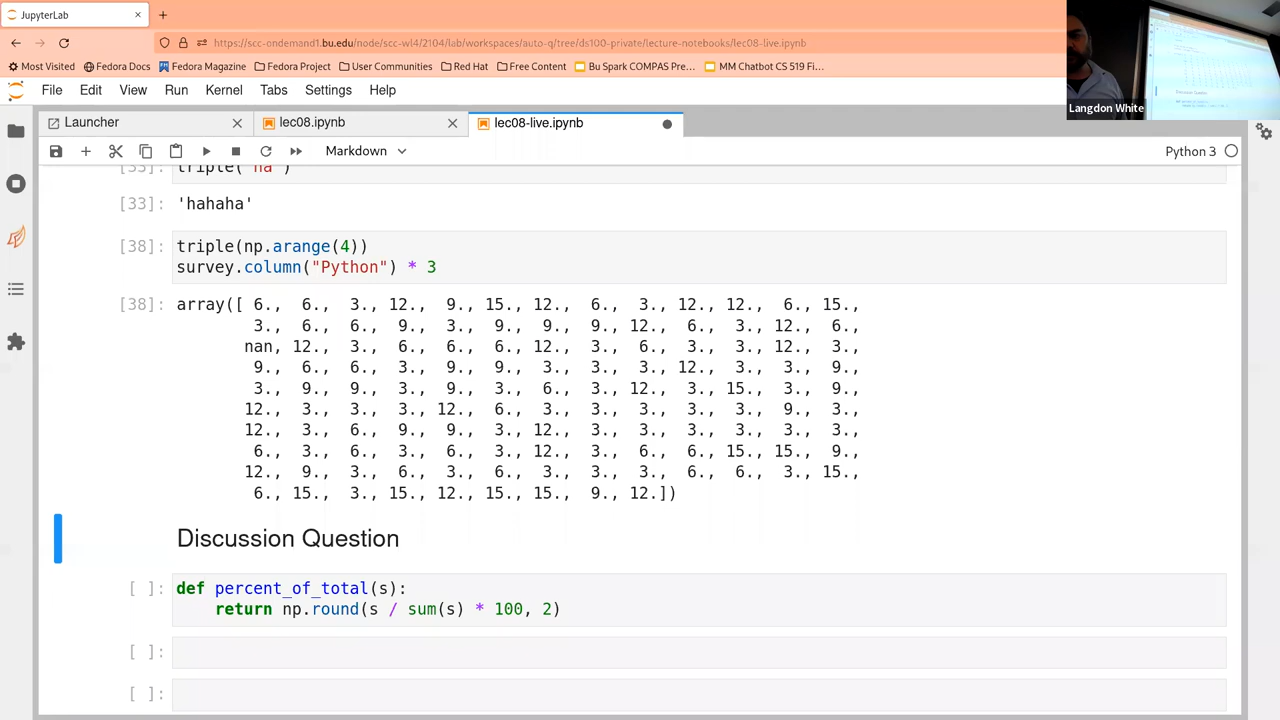 JupyterLab
https://scc-ondemand1.bu.edu/node/scc-wl4/2104/lab/workspaces/auto-q/tree/ds100-private/lecture-notebooks/lec08-live.ipynb
Most Visited Fedora Docs Fedora Magazine Fedora Project User Communities Red Hat Free Content Bu Spark COMPAS Pre… MM Chatbot CS 519 Fi…
File Edit View Run Kernel Tabs Settings Help
Langdon White
Launcher lec08.ipynb lec08-live.ipynb
Markdown Python 3
[33]: triple('ha')
[33]: 'hahaha'
[38]: triple(np.arange(4))
survey.column("Python") * 3
[38]: array([ 6., 6., 3., 12., 9., 15., 12., 6., 3., 12., 12., 6., 15.,
3., 6., 6., 9., 3., 9., 9., 9., 12., 6., 3., 12., 6.,
nan, 12., 3., 6., 6., 6., 12., 3., 6., 3., 3., 12., 3.,
9., 6., 6., 3., 9., 9., 3., 3., 3., 12., 3., 3., 9.,
3., 9., 9., 3., 9., 3., 6., 3., 12., 3., 15., 3., 9.,
12., 3., 3., 3., 12., 6., 3., 3., 3., 3., 3., 9., 3.,
12., 3., 6., 9., 9., 3., 12., 3., 3., 3., 3., 3., 3.,
6., 3., 6., 3., 6., 3., 12., 3., 6., 6., 15., 15., 9.,
12., 9., 3., 6., 3., 6., 3., 3., 3., 6., 6., 3., 15.,
6., 15., 3., 15., 12., 15., 15., 9., 12.])
Discussion Question
[ ]: def percent_of_total(s):
return np.round(s / sum(s) * 100, 2)
[ ]:
[ ]: